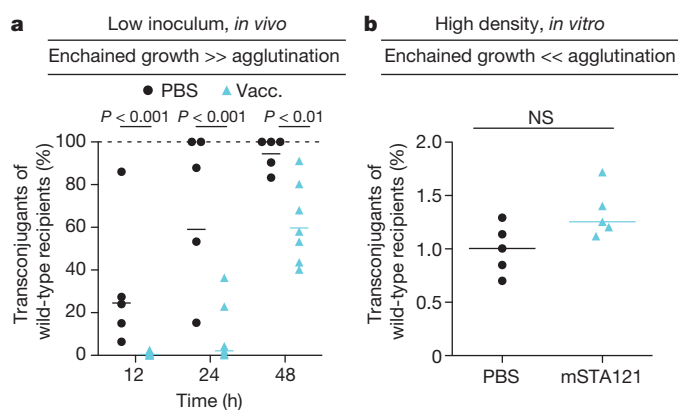 a
Low inoculum, in vivo
Enchained growth >> agglutination
● PBS ▲ Vacc.
P < 0.001 P < 0.001 P < 0.01
Transconjugants of
wild-type recipients (%)
100
80
60
40
20
0
12 24 48
Time (h)
b
High density, in vitro
Enchained growth << agglutination
NS
Transconjugants of
wild-type recipients (%)
2.0
1.5
1.0
0.5
0
PBS mSTA121